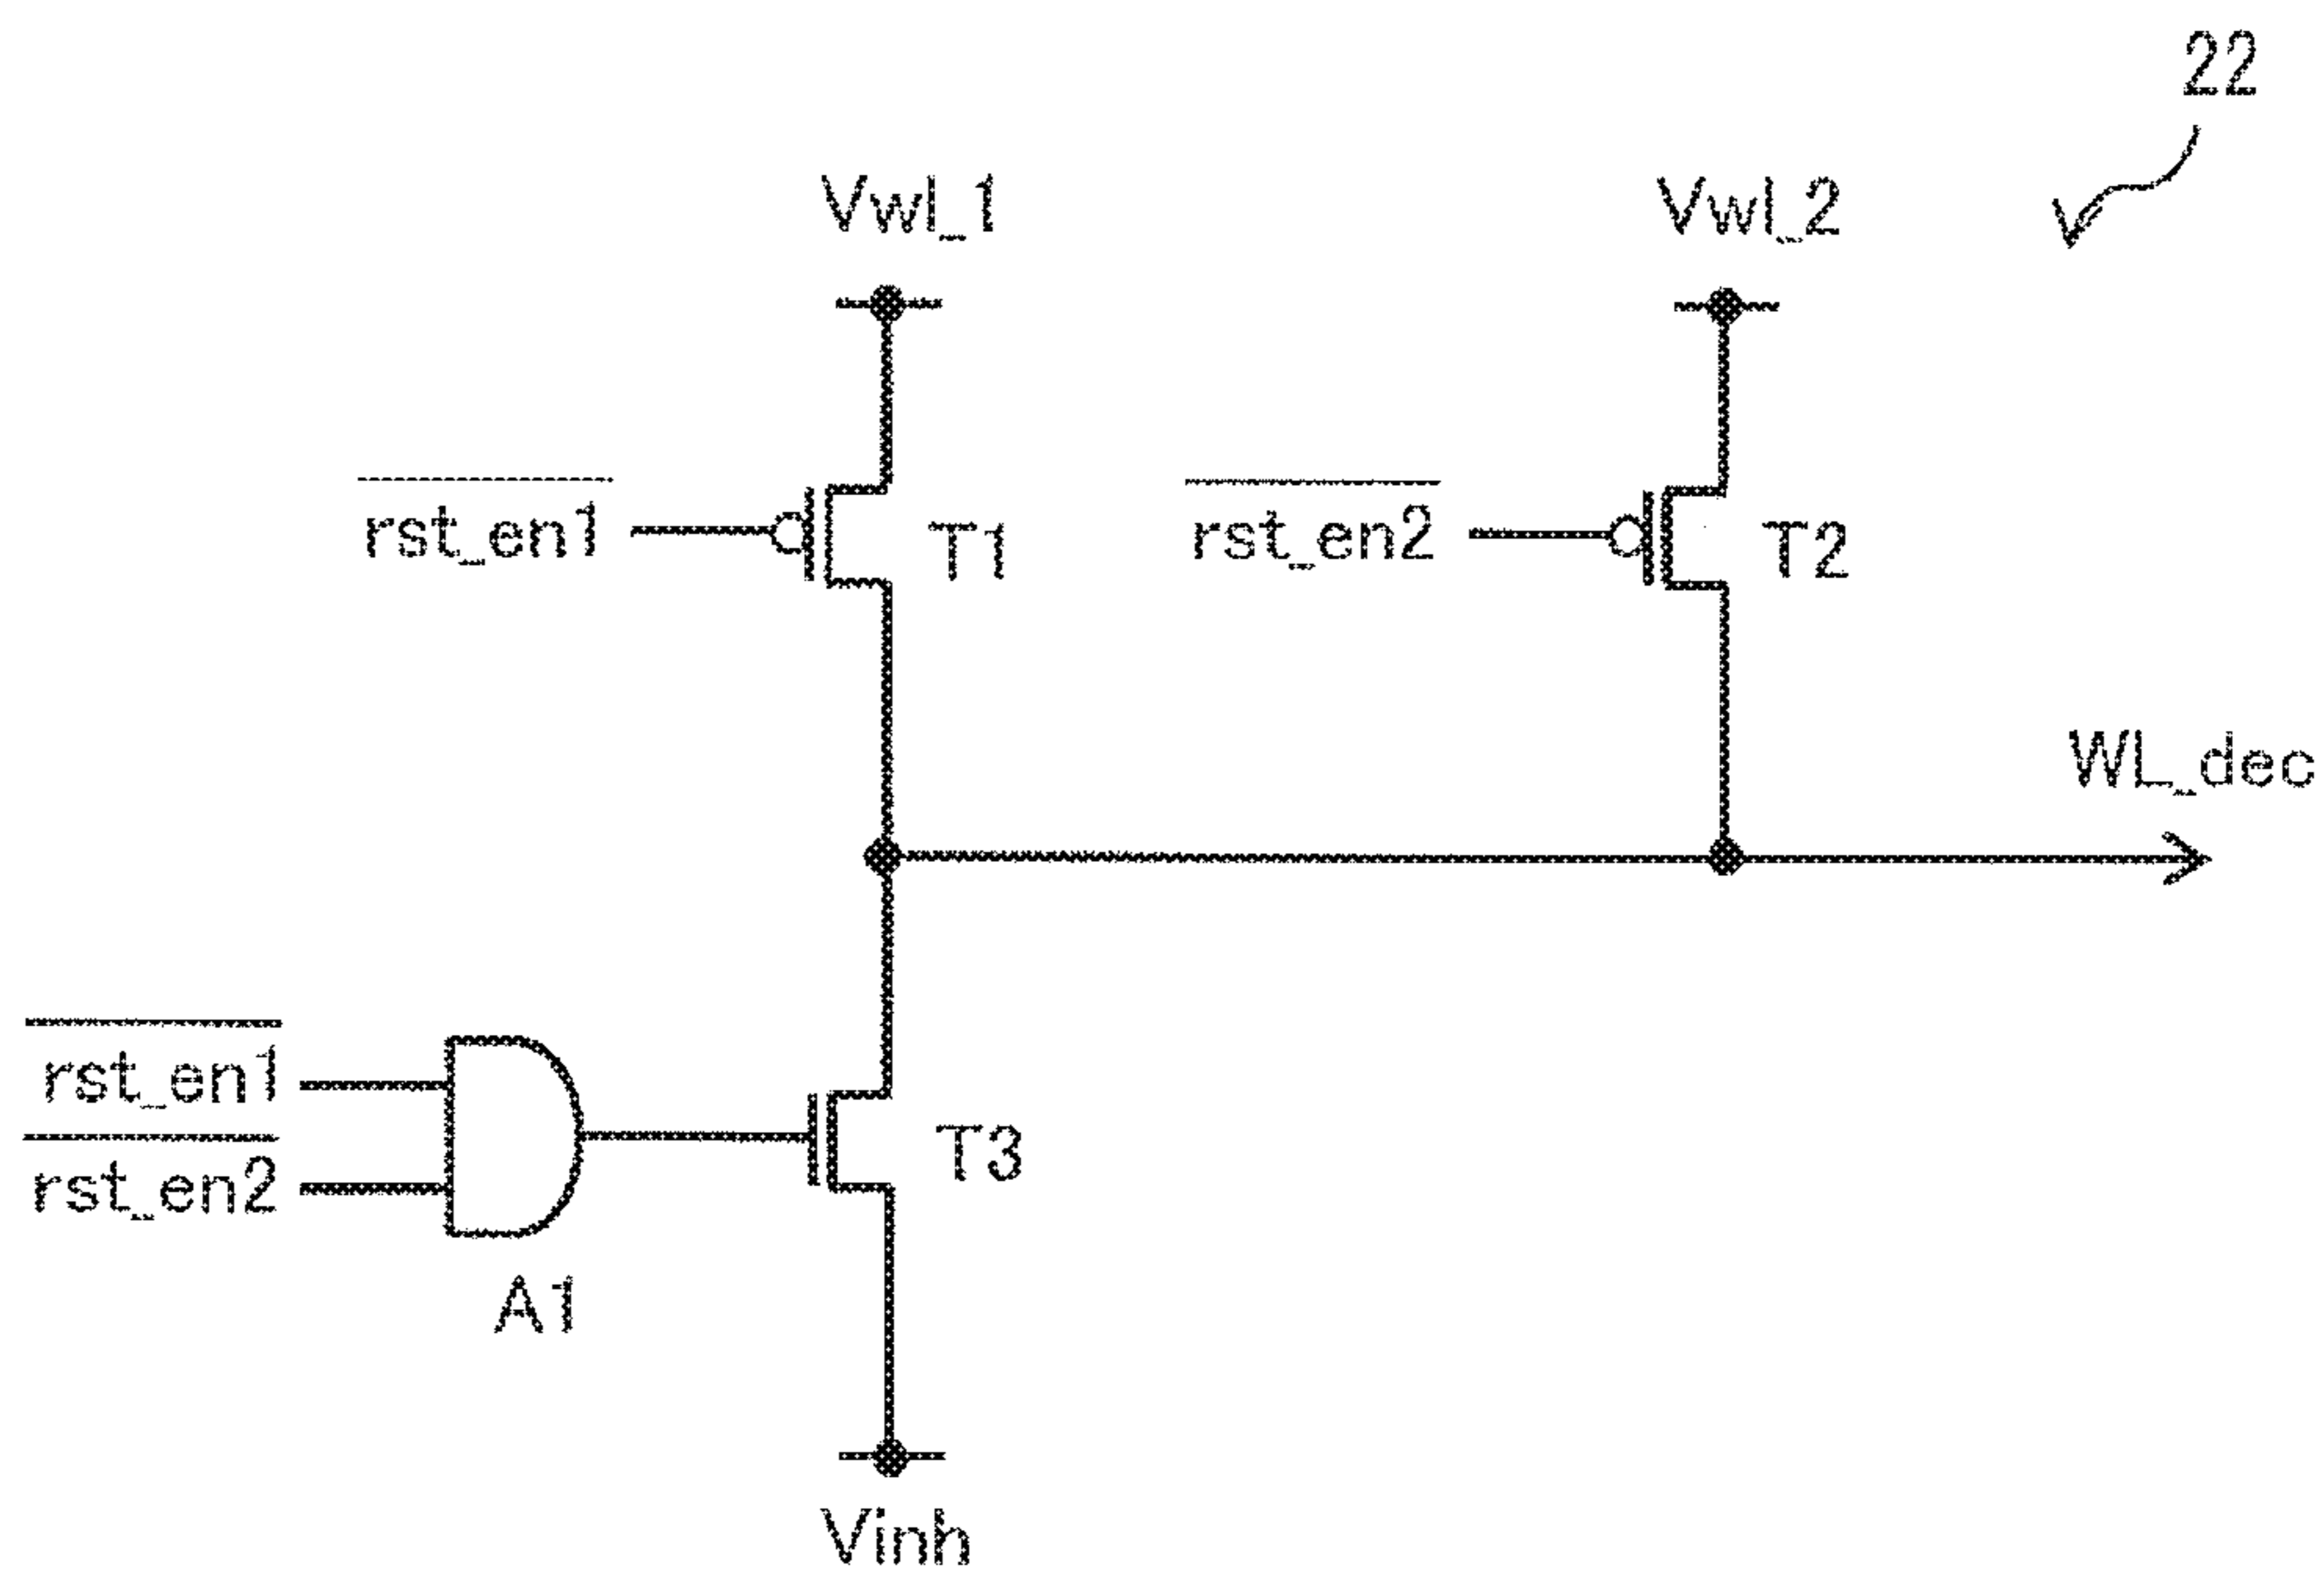 22
Vwl_1
Vwl_2
rst_en1
T1
rst_en2
T2
WL_dec
rst_en1
rst_en2
T3
A1
Vinh